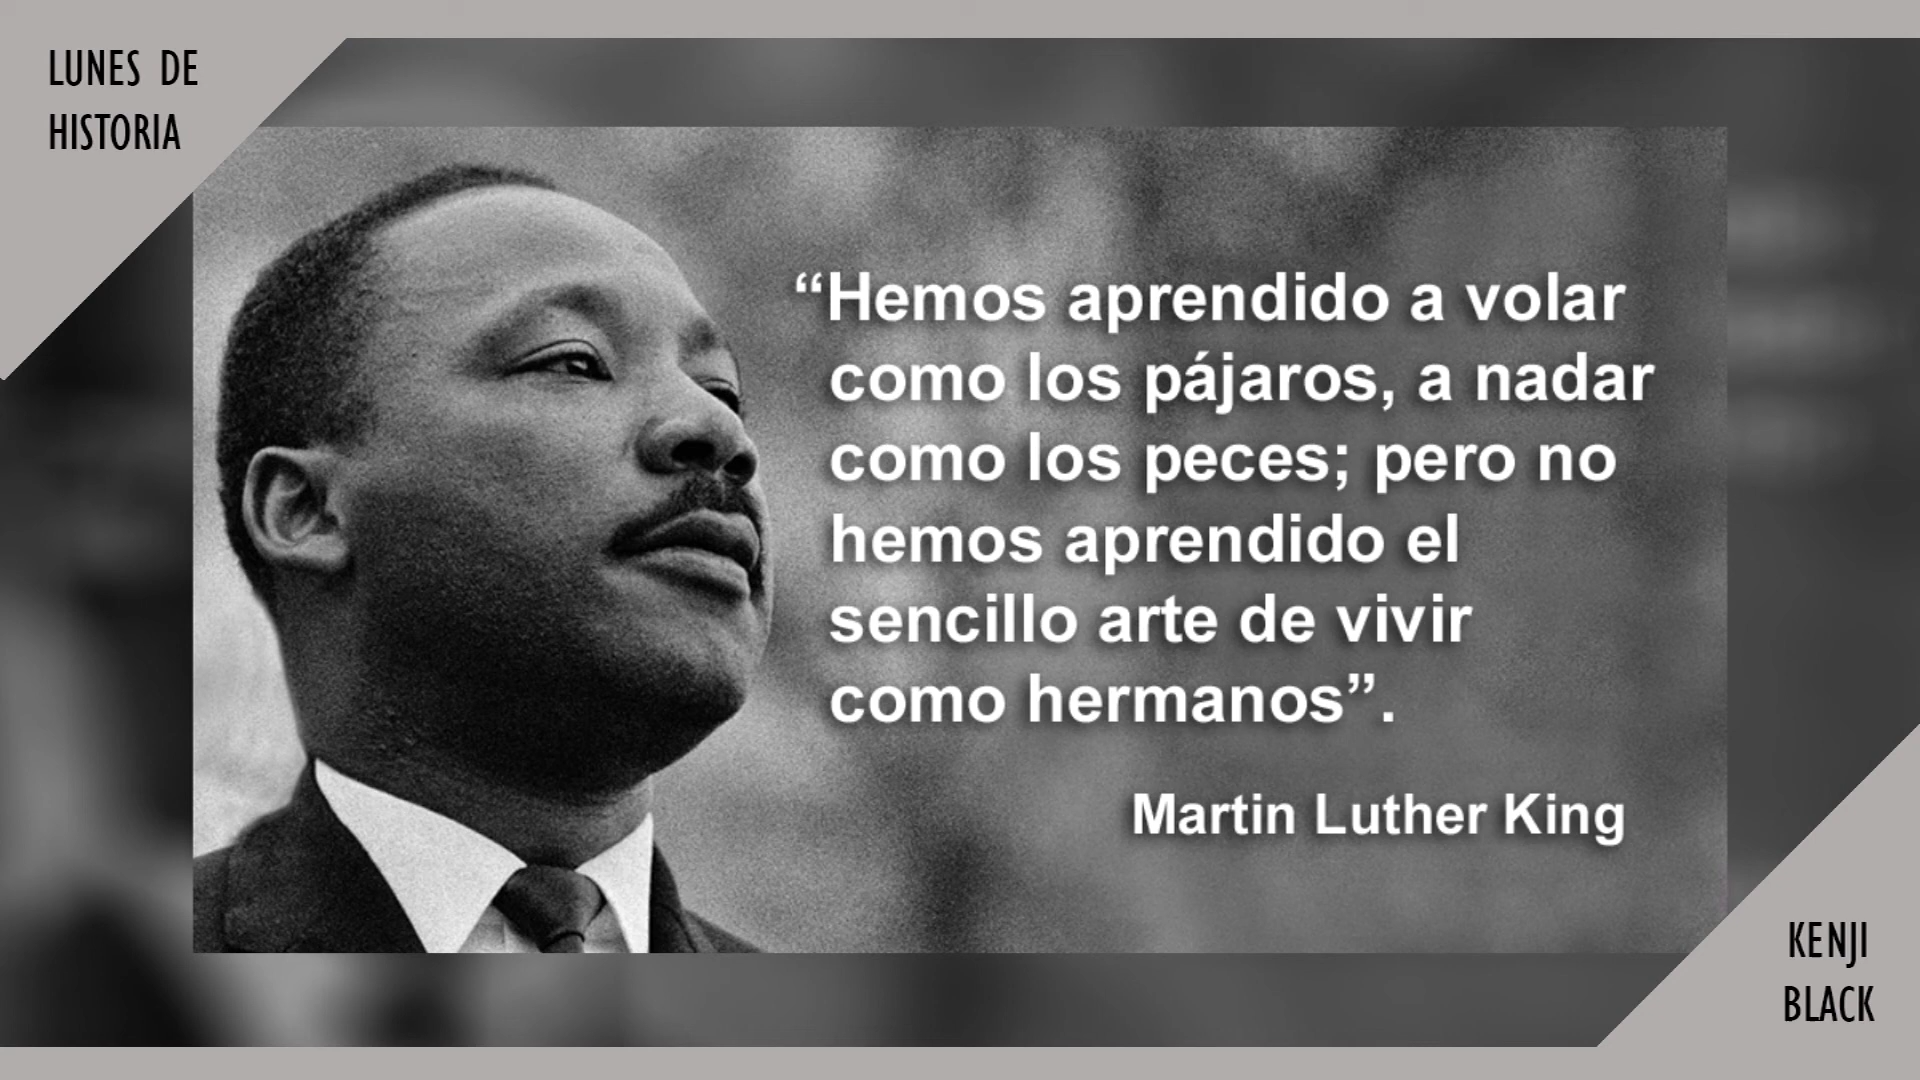 LUNES DE
HISTORIA
“Hemos aprendido a volar
como los pájaros, a nadar
como los peces; pero no
hemos aprendido el
sencillo arte de vivir
como hermanos”.
Martin Luther King
KENJI
BLACK